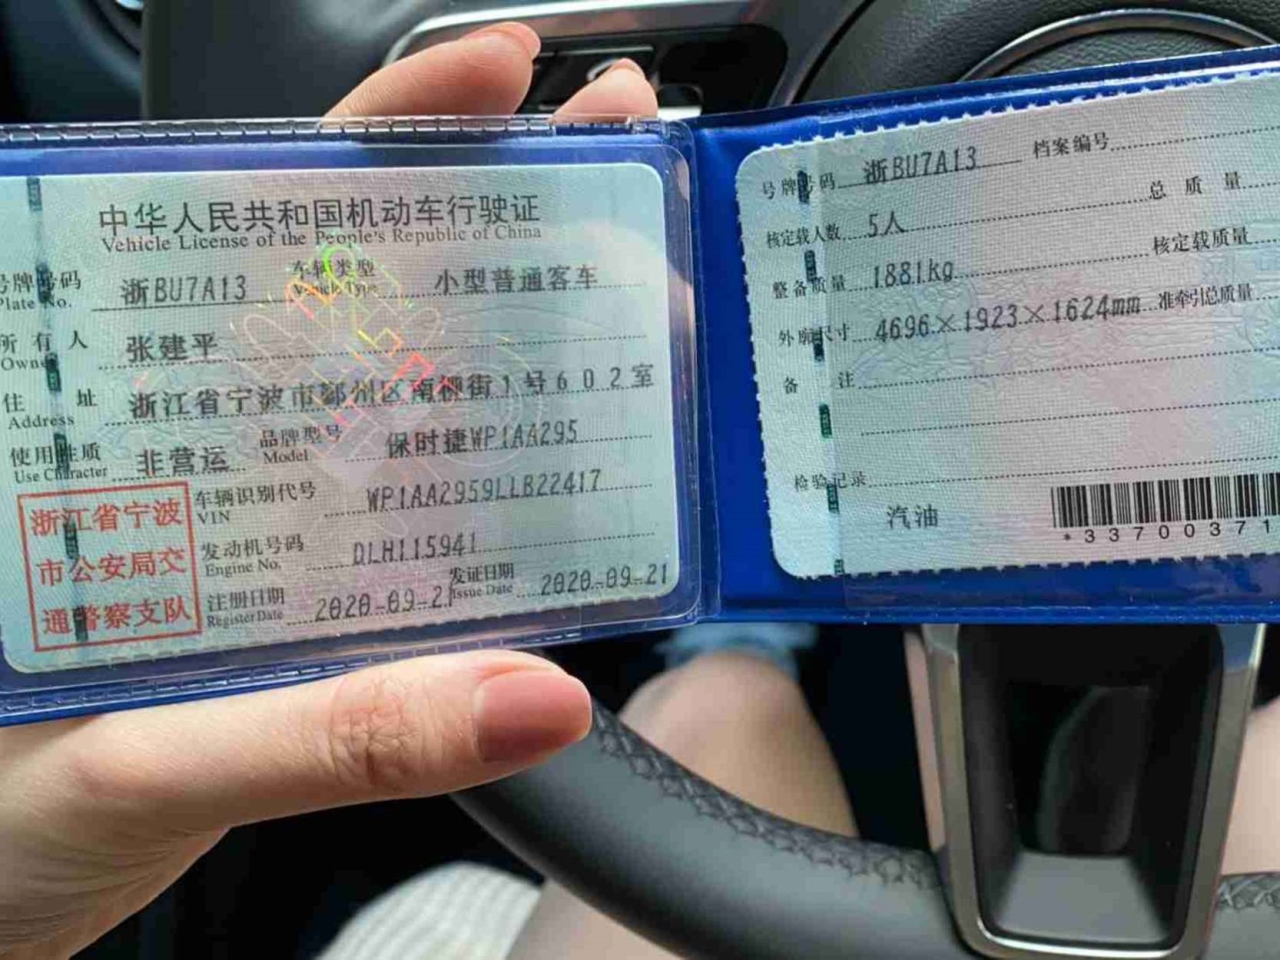 中华人民共和国机动车行驶证
Vehicle License of the People's Republic of China
号牌号码 浙BU7A13 车辆类型 小型普通客车
Plate No. Vehicle Type
所有人 张建平
Owner
住址 浙江省宁波市鄞州区南栅街1号602室
Address
使用性质 非营运 品牌型号 保时捷WP1AA295
Use Character Model
浙江省宁波
市公安局交
通警察支队
车辆识别代号 WP1AA2959LLB22417
VIN
发动机号码 DLH115941
Engine No.
注册日期 2020-09-21 发证日期 2020-09-21
Register Date Issue Date
号牌号码 浙BU7A13 档案编号
核定载人数 5人 总质量
整备质量 1881kg 核定载质量
外廓尺寸 4696×1923×1624mm 准牵引总质量
备注
检验记录
汽油
*33700371